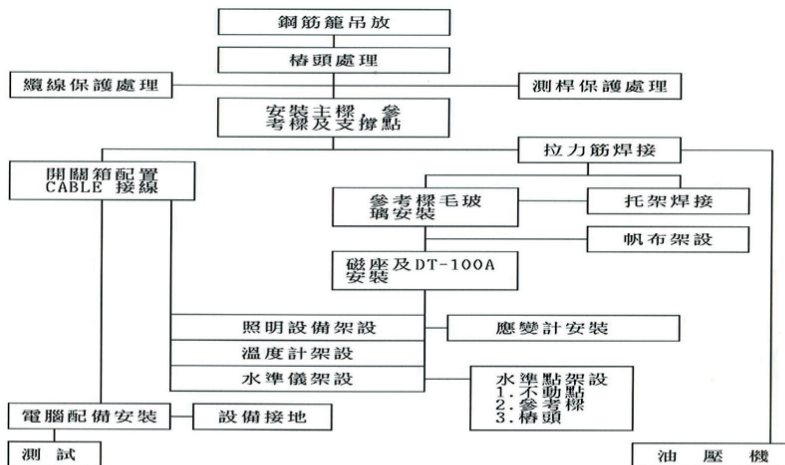 鋼筋籠吊放
樁頭處理
纜線保護處理
測桿保護處理
安裝主樑，參
考樑及支撐點
拉力筋焊接
開關箱配置
CABLE 接線
參考樑毛玻
璃安裝
托架焊接
帆布架設
磁座及DT-100A
安裝
照明設備架設
應變計安裝
溫度計架設
水準儀架設
水準點架設
1.不動點
2.參考樑
3.樁頭
電腦配備安裝
設備接地
測試
油壓機